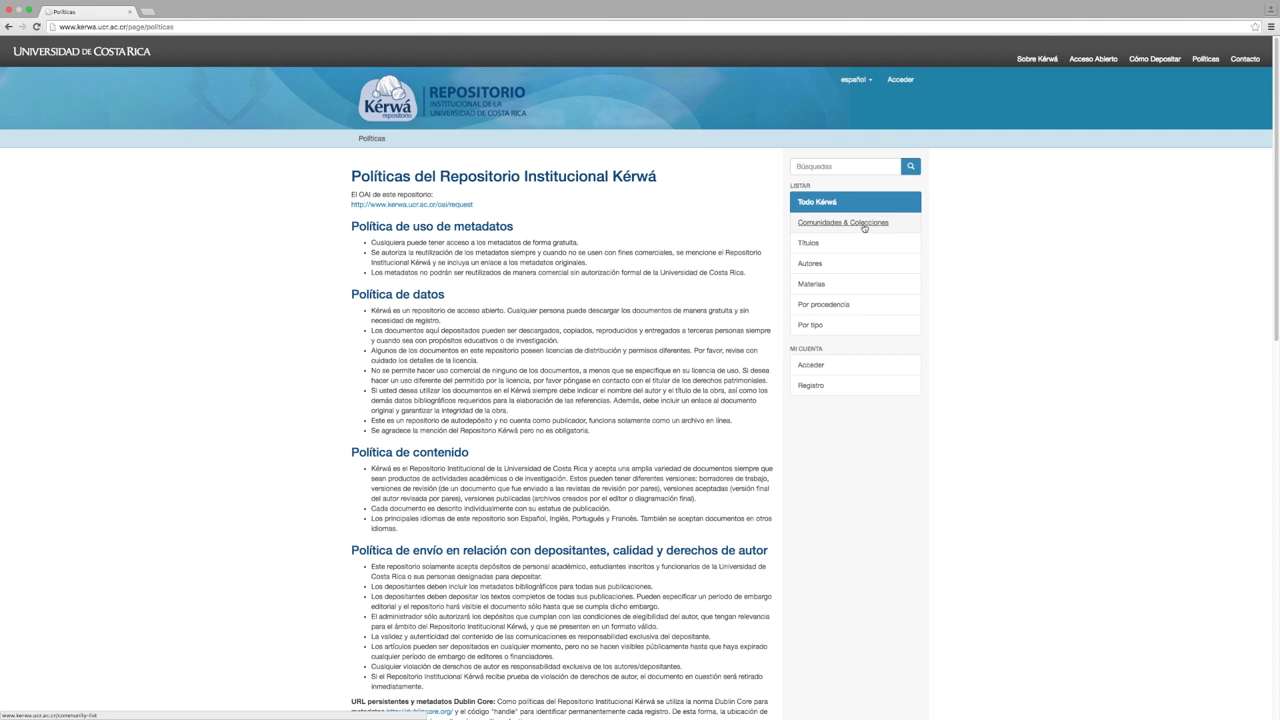 Políticas
www.kerwa.ucr.ac.cr/page/politicas
UNIVERSIDAD DE COSTA RICA
Sobre Kérwá Acceso Abierto Cómo Depositar Políticas Contacto
español Acceder
Kérwá
repositorio
REPOSITORIO
INSTITUCIONAL DE LA
UNIVERSIDAD DE COSTA RICA
Políticas
Políticas del Repositorio Institucional Kérwá
El OAI de este repositorio:
http://www.kerwa.ucr.ac.cr/oai/request
Política de uso de metadatos
• Cualquiera puede tener acceso a los metadatos de forma gratuita.
• Se autoriza la reutilización de los metadatos siempre y cuando no se usen con fines comerciales, se mencione el Repositorio
Institucional Kérwá y se incluya un enlace a los metadatos originales.
• Los metadatos no podrán ser reutilizados de manera comercial sin autorización formal de la Universidad de Costa Rica.
Política de datos
• Kérwá es un repositorio de acceso abierto. Cualquier persona puede descargar los documentos de manera gratuita y sin
necesidad de registro.
• Los documentos aquí depositados pueden ser descargados, copiados, reproducidos y entregados a terceras personas siempre
y cuando sea con propósitos educativos o de investigación.
• Algunos de los documentos en este repositorio poseen licencias de distribución y permisos diferentes. Por favor, revise con
cuidado los detalles de la licencia.
• No se permite hacer uso comercial de ninguno de los documentos, a menos que se especifique en su licencia de uso. Si desea
hacer un uso diferente del permitido por la licencia, por favor póngase en contacto con el titular de los derechos patrimoniales.
• Si usted desea utilizar los documentos en el Kérwá siempre debe indicar el nombre del autor y el título de la obra, así como los
demás datos bibliográficos requeridos para la elaboración de las referencias. Además, debe incluir un enlace al documento
original y garantizar la integridad de la obra.
• Este es un repositorio de autodepósito y no cuenta como publicador, funciona solamente como un archivo en línea.
• Se agradece la mención del Repositorio Kérwá pero no es obligatoria.
Política de contenido
• Kérwá es el Repositorio Institucional de la Universidad de Costa Rica y acepta una amplia variedad de documentos siempre que
sean productos de actividades académicas o de investigación. Estos pueden tener diferentes versiones: borradores de trabajo,
versiones de revisión (de un documento que fue enviado a las revistas de revisión por pares), versiones aceptadas (versión final
del autor revisada por pares), versiones publicadas (archivos creados por el editor o diagramación final).
• Cada documento es descrito individualmente con su estatus de publicación.
• Los principales idiomas de este repositorio son Español, Inglés, Portugués y Francés. También se aceptan documentos en otros
idiomas.
Política de envío en relación con depositantes, calidad y derechos de autor
• Este repositorio solamente acepta depósitos de personal académico, estudiantes inscritos y funcionarios de la Universidad de
Costa Rica o sus personas designadas para depositar.
• Los depositantes deben incluir los metadatos bibliográficos para todas sus publicaciones.
• Los depositantes deben depositar los textos completos de todas sus publicaciones. Pueden especificar un periodo de embargo
editorial y el repositorio hará visible el documento sólo hasta que se cumpla dicho embargo.
• El administrador sólo autorizará los depósitos que cumplan con las condiciones de elegibilidad del autor, que tengan relevancia
para el ámbito del Repositorio Institucional Kérwá, y que se presenten en un formato válido.
• La validez y autenticidad del contenido de las comunicaciones es responsabilidad exclusiva del depositante.
• Los artículos pueden ser depositados en cualquier momento, pero no se hacen visibles públicamente hasta que haya expirado
cualquier período de embargo de editores o financiadores.
• Cualquier violación de derechos de autor es responsabilidad exclusiva de los autores/depositantes.
• Si el Repositorio Institucional Kérwá recibe prueba de violación de derechos de autor, el documento en cuestión será retirado
inmediatamente.
URL persistentes y metadatos Dublin Core: Como políticas del Repositorio Institucional Kérwá se utiliza la norma Dublin Core para
metadatos http://dublincore.org/ y el código "handle" para identificar permanentemente cada registro. De esta forma, la ubicación de
Búsquedas
LISTAR
Todo Kérwá
Comunidades & Colecciones
Títulos
Autores
Materias
Por procedencia
Por tipo
MI CUENTA
Acceder
Registro
www.kerwa.ucr.ac.cr/community-list